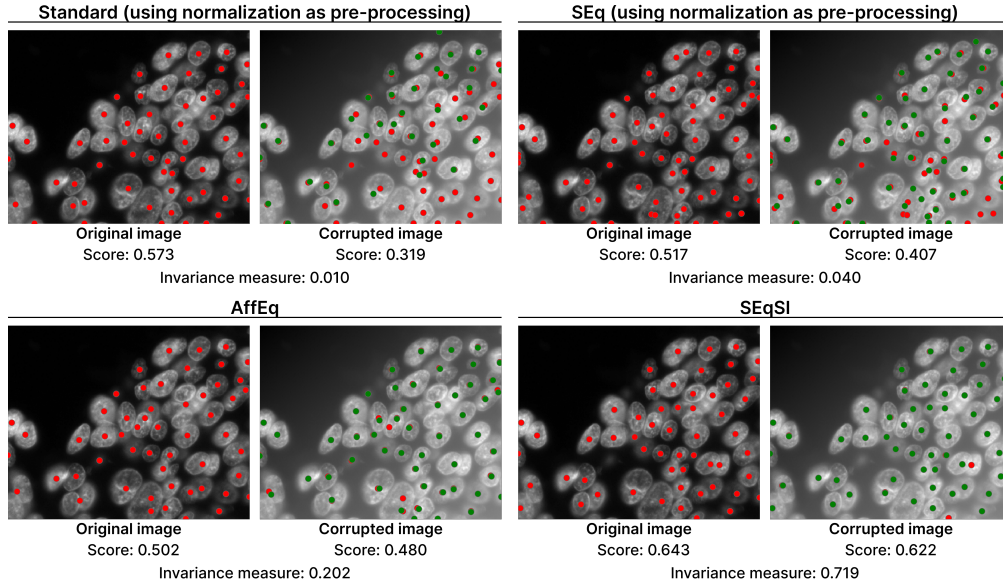 Standard (using normalization as pre-processing)
Original image
Score: 0.573
Corrupted image
Score: 0.319
Invariance measure: 0.010
SEq (using normalization as pre-processing)
Original image
Score: 0.517
Corrupted image
Score: 0.407
Invariance measure: 0.040
AffEq
Original image
Score: 0.502
Corrupted image
Score: 0.480
Invariance measure: 0.202
SEqSI
Original image
Score: 0.643
Corrupted image
Score: 0.622
Invariance measure: 0.719